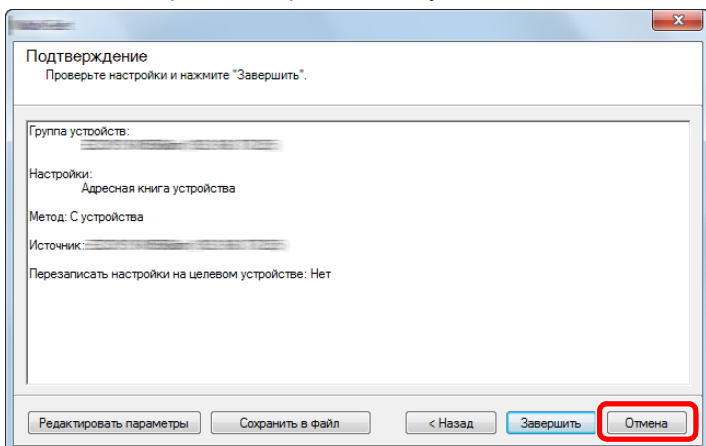 Подтверждение
Проверьте настройки и нажмите "Завершить".
Группа устройств:
Настройки:
Адресная книга устройства
Метод: С устройства
Источник:
Перезаписать настройки на целевом устройстве: Нет
Редактировать параметры Сохранить в файл < Назад Завершить Отмена